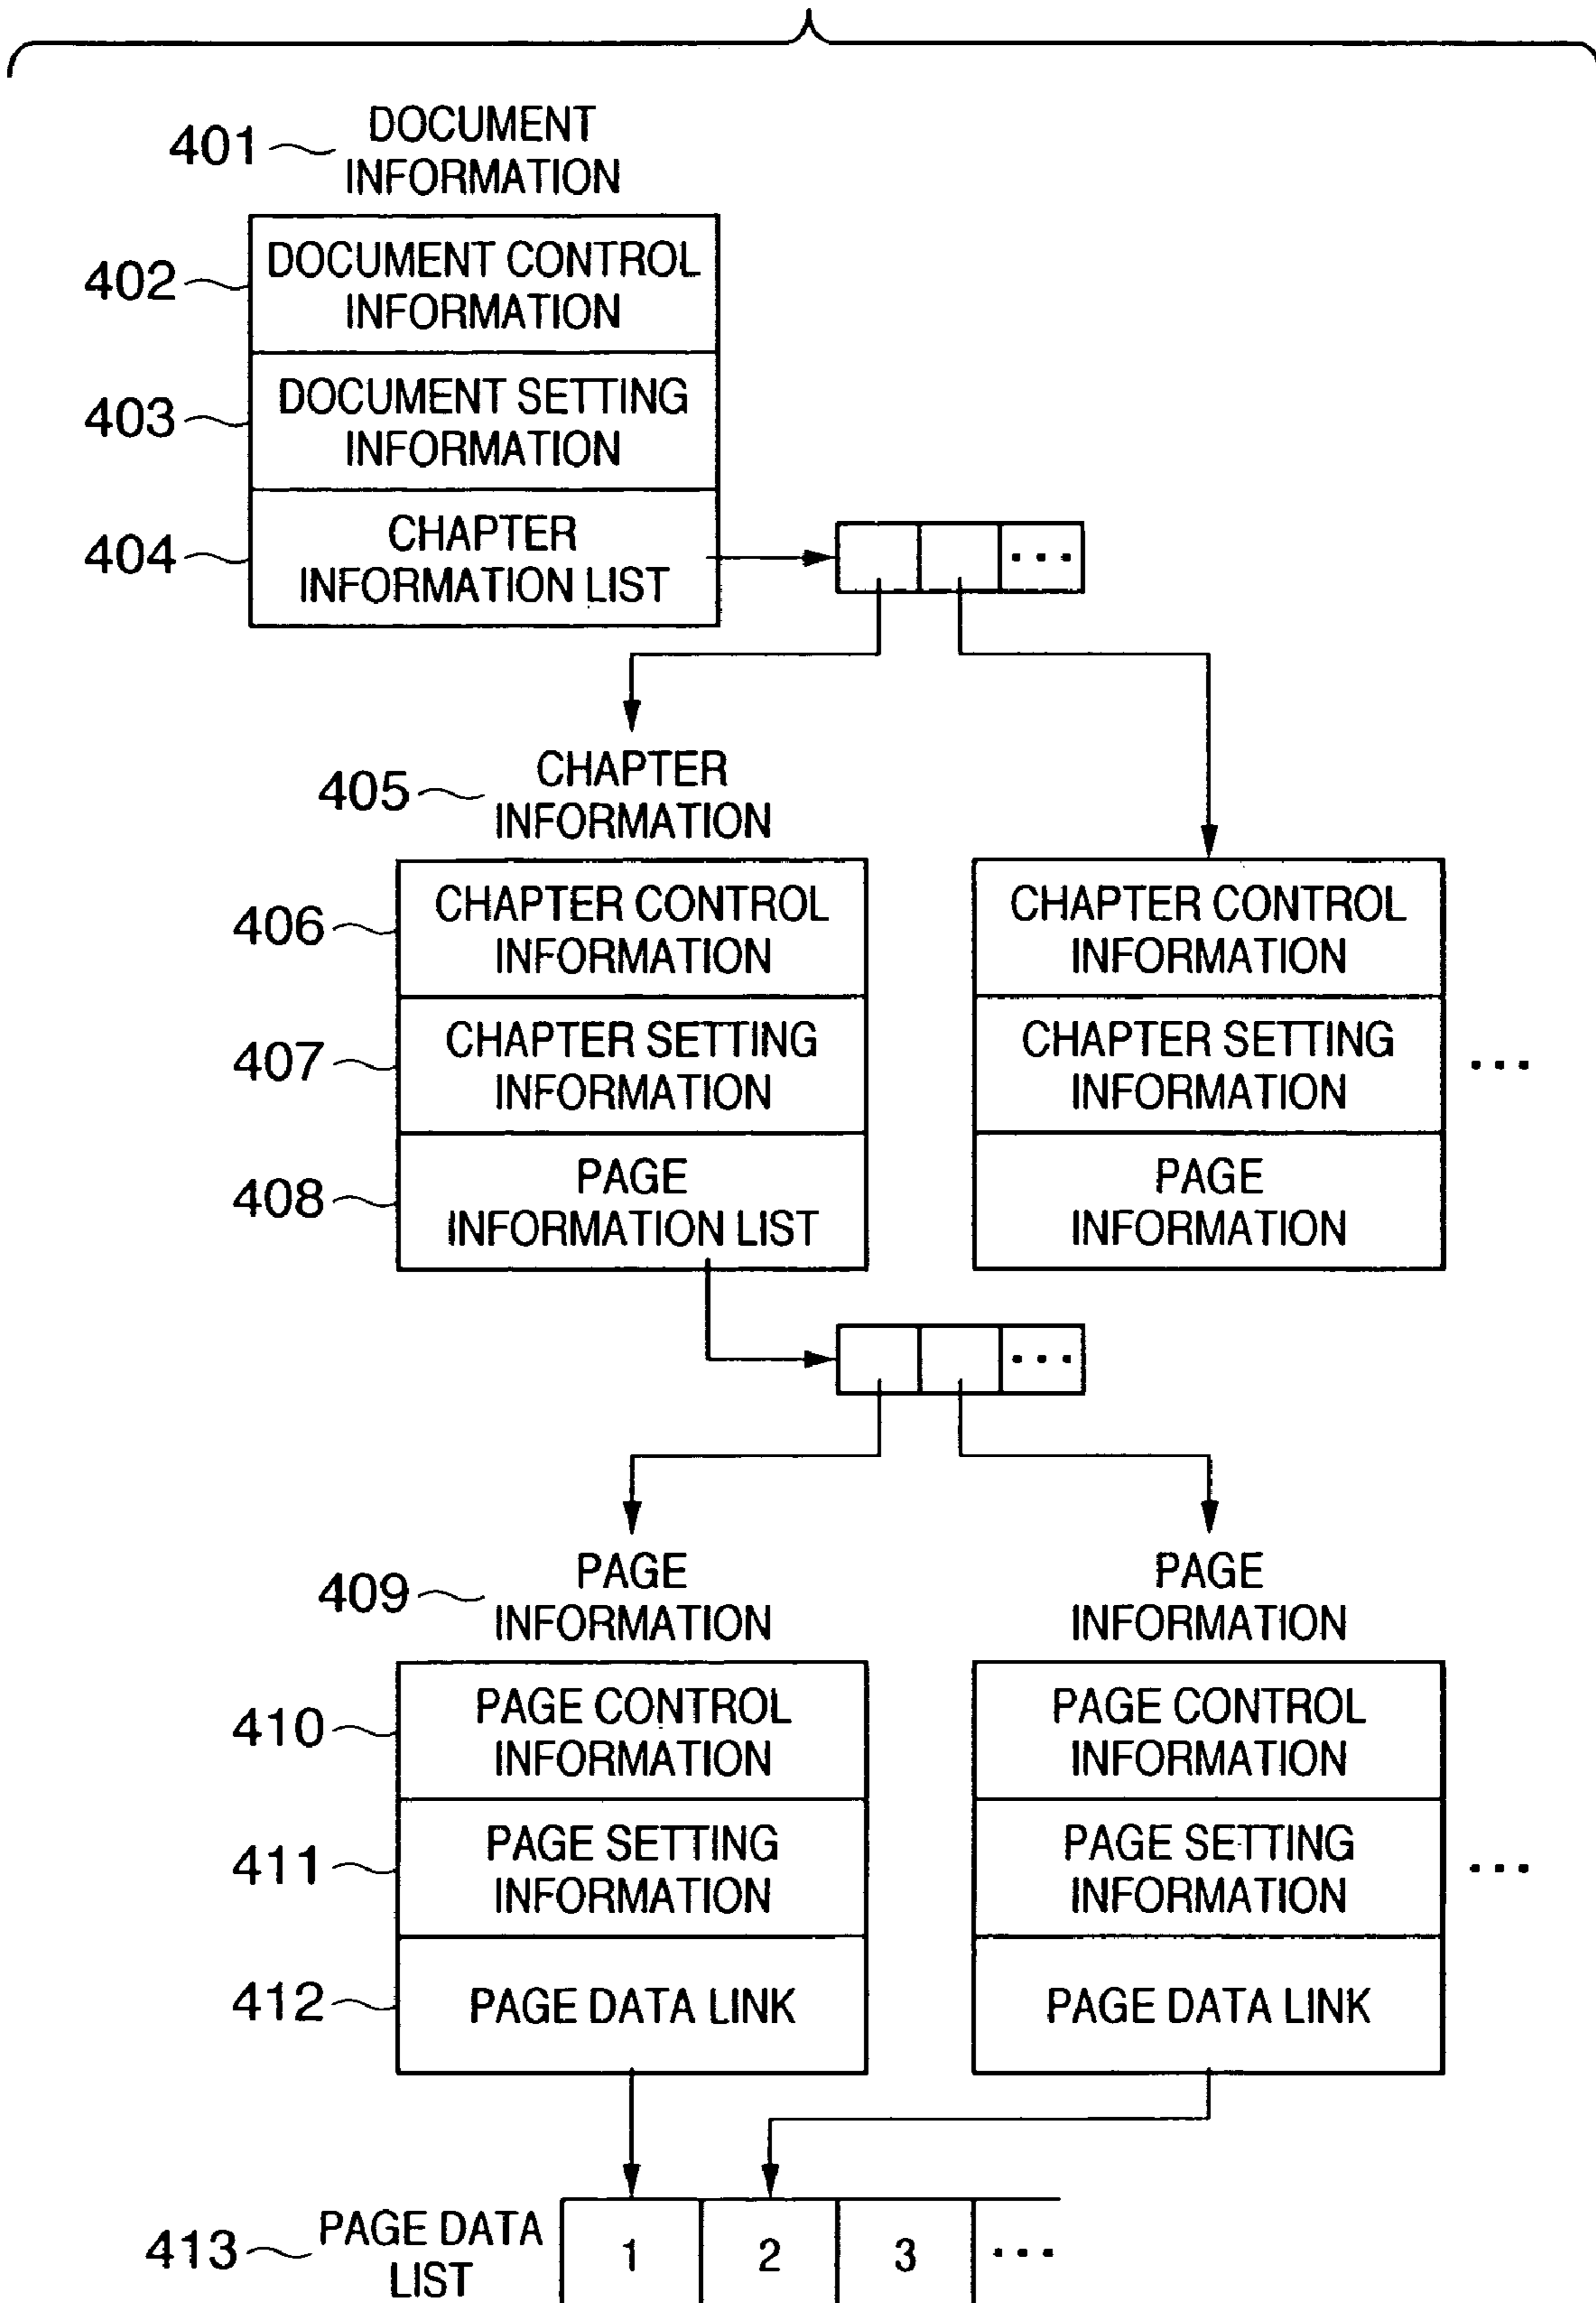 401 DOCUMENT
INFORMATION
402 DOCUMENT CONTROL
INFORMATION
403 DOCUMENT SETTING
INFORMATION
404 CHAPTER
INFORMATION LIST
...
405 CHAPTER
INFORMATION
406 CHAPTER CONTROL
INFORMATION
CHAPTER CONTROL
INFORMATION
407 CHAPTER SETTING
INFORMATION
CHAPTER SETTING
INFORMATION
...
408 PAGE
INFORMATION LIST
PAGE
INFORMATION
...
409 PAGE
INFORMATION
PAGE
INFORMATION
410 PAGE CONTROL
INFORMATION
PAGE CONTROL
INFORMATION
411 PAGE SETTING
INFORMATION
PAGE SETTING
INFORMATION
...
412 PAGE DATA LINK
PAGE DATA LINK
413 PAGE DATA
LIST
1 2 3 ...